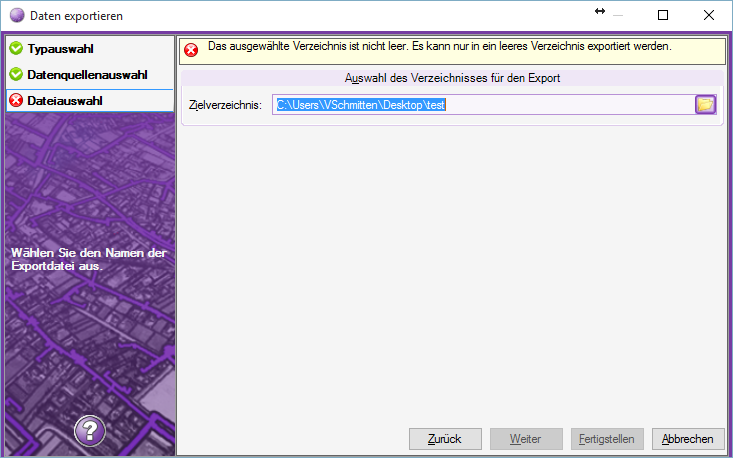 Daten exportieren
Typauswahl
Datenquellenauswahl
Dateiauswahl
Wählen Sie den Namen der
Exportdatei aus.
?
Das ausgewählte Verzeichnis ist nicht leer. Es kann nur in ein leeres Verzeichnis exportiert werden.
Auswahl des Verzeichnisses für den Export
Zielverzeichnis: C:\Users\VSchmitten\Desktop\test
Zurück Weiter Fertigstellen Abbrechen